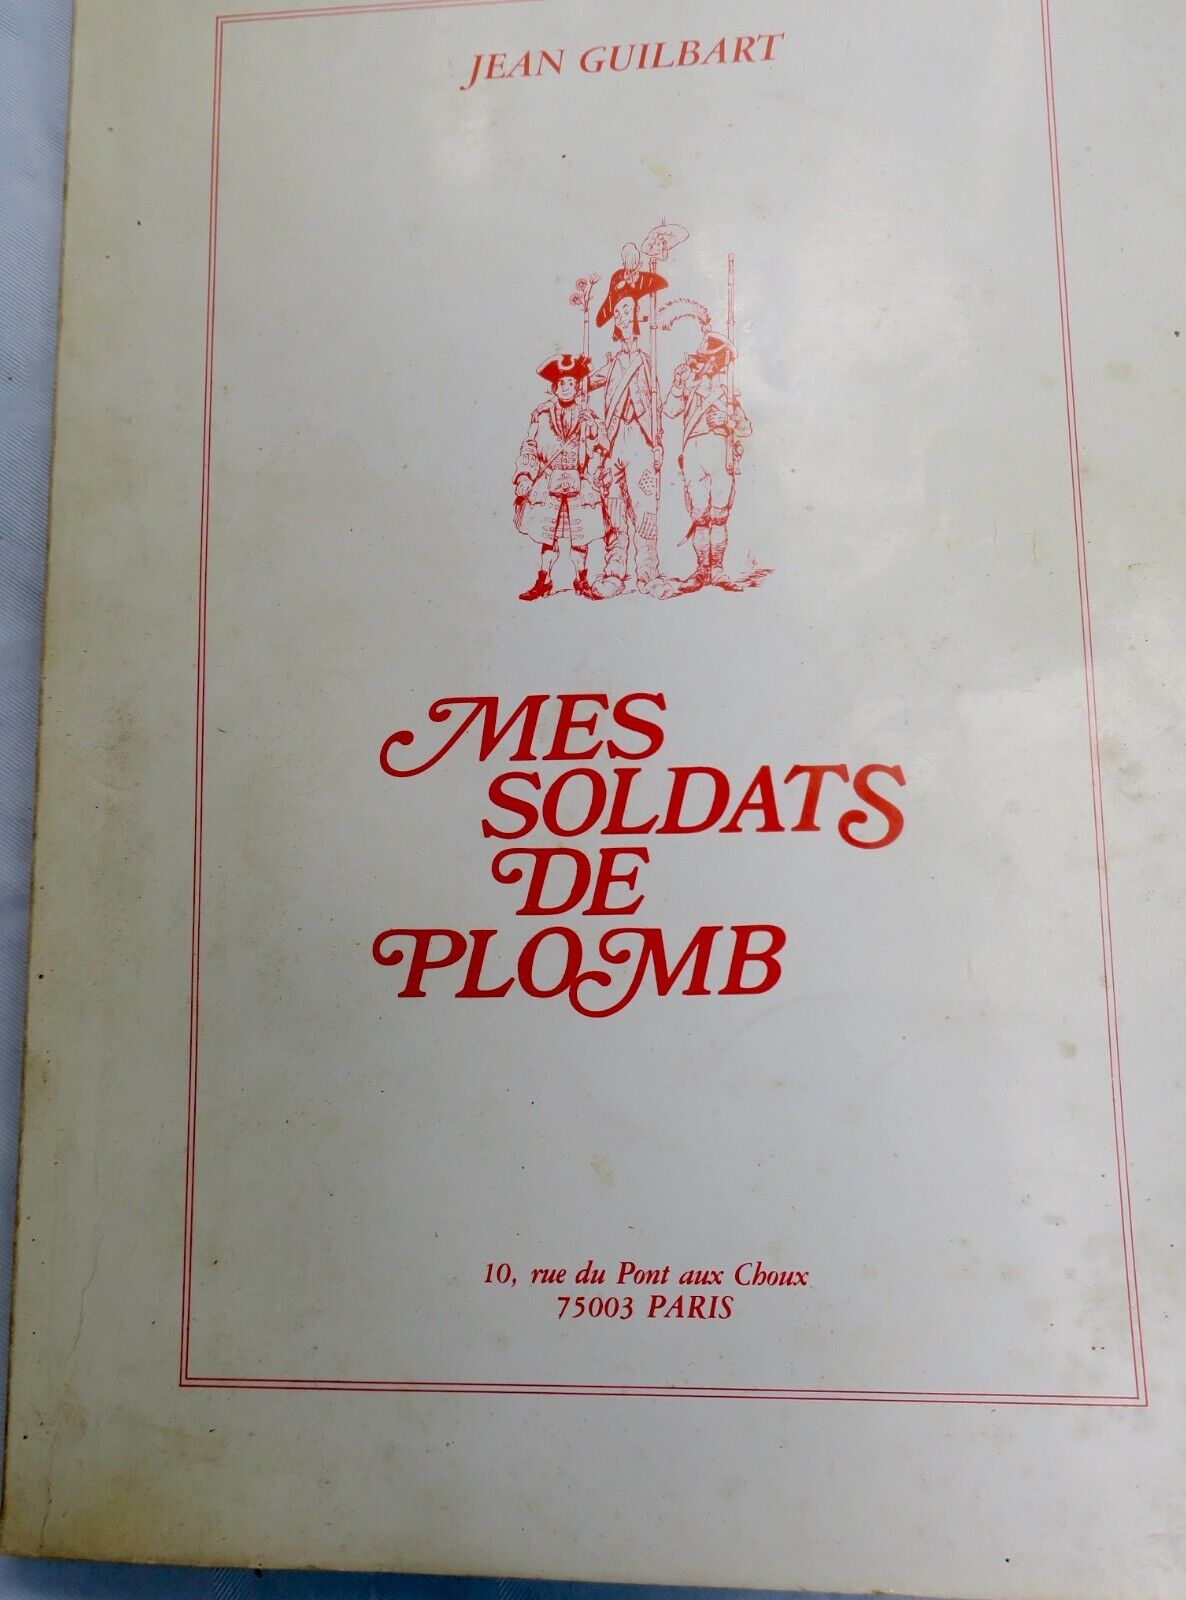 JEAN GUILBART
MES
SOLDATS
DE
PLOMB
10, rue du Pont aux Choux
75003 PARIS